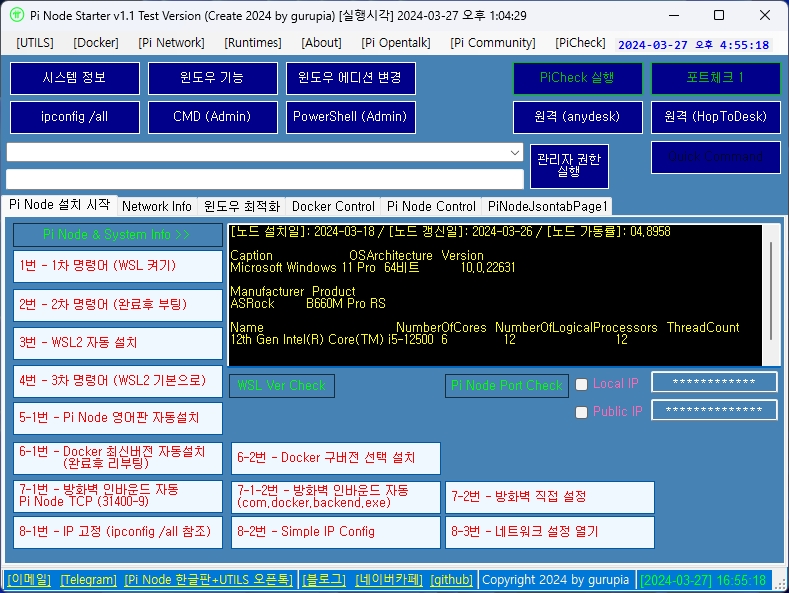 Pi Node Starter v1.1 Test Version (Create 2024 by gurupia) [실행시각] 2024-03-27 오후 1:04:29
[UTILS] [Docker] [Pi Network] [Runtimes] [About] [Pi Opentalk] [Pi Community] [PiCheck] 2024-03-27 오후 4:55:18
시스템 정보 윈도우 기능 윈도우 에디션 변경 PiCheck 실행 포트체크 1
ipconfig /all CMD (Admin) PowerShell (Admin) 원격 (anydesk) 원격 (HopToDesk)
관리자 권한
실행
Quick Command
Pi Node 설치 시작 Network Info 윈도우 최적화 Docker Control Pi Node Control PiNodeJsontabPage1
Pi Node & System Info >>
1번 - 1차 명령어 (WSL 켜기)
2번 - 2차 명령어 (완료후 부팅)
3번 - WSL2 자동 설치
4번 - 3차 명령어 (WSL2 기본으로)
5-1번 - Pi Node 영어판 자동설치
6-1번 - Docker 최신버전 자동설치
(완료후 리부팅)
7-1번 - 방화벽 인바운드 자동
Pi Node TCP (31400-9)
8-1번 - IP 고정 (ipconfig /all 참조)
[노드 설치일]: 2024-03-18 / [노드 갱신일]: 2024-03-26 / [노드 가동률]: 04.8958
Caption OSArchitecture Version
Microsoft Windows 11 Pro 64비트 10.0.22631
Manufacturer Product
ASRock B660M Pro RS
Name NumberOfCores NumberOfLogicalProcessors ThreadCount
12th Gen Intel(R) Core(TM) i5-12500 6 12 12
WSL Ver Check Pi Node Port Check Local IP ************
Public IP **************
6-2번 - Docker 구버전 선택 설치
7-1-2번 - 방화벽 인바운드 자동
(com.docker.backend.exe)
7-2번 - 방화벽 직접 설정
8-2번 - Simple IP Config 8-3번 - 네트워크 설정 열기
[이메일] [Telegram] [Pi Node 한글판+UTILS 오픈톡] [블로그] [네이버카페] [github] Copyright 2024 by gurupia [2024-03-27] 16:55:18